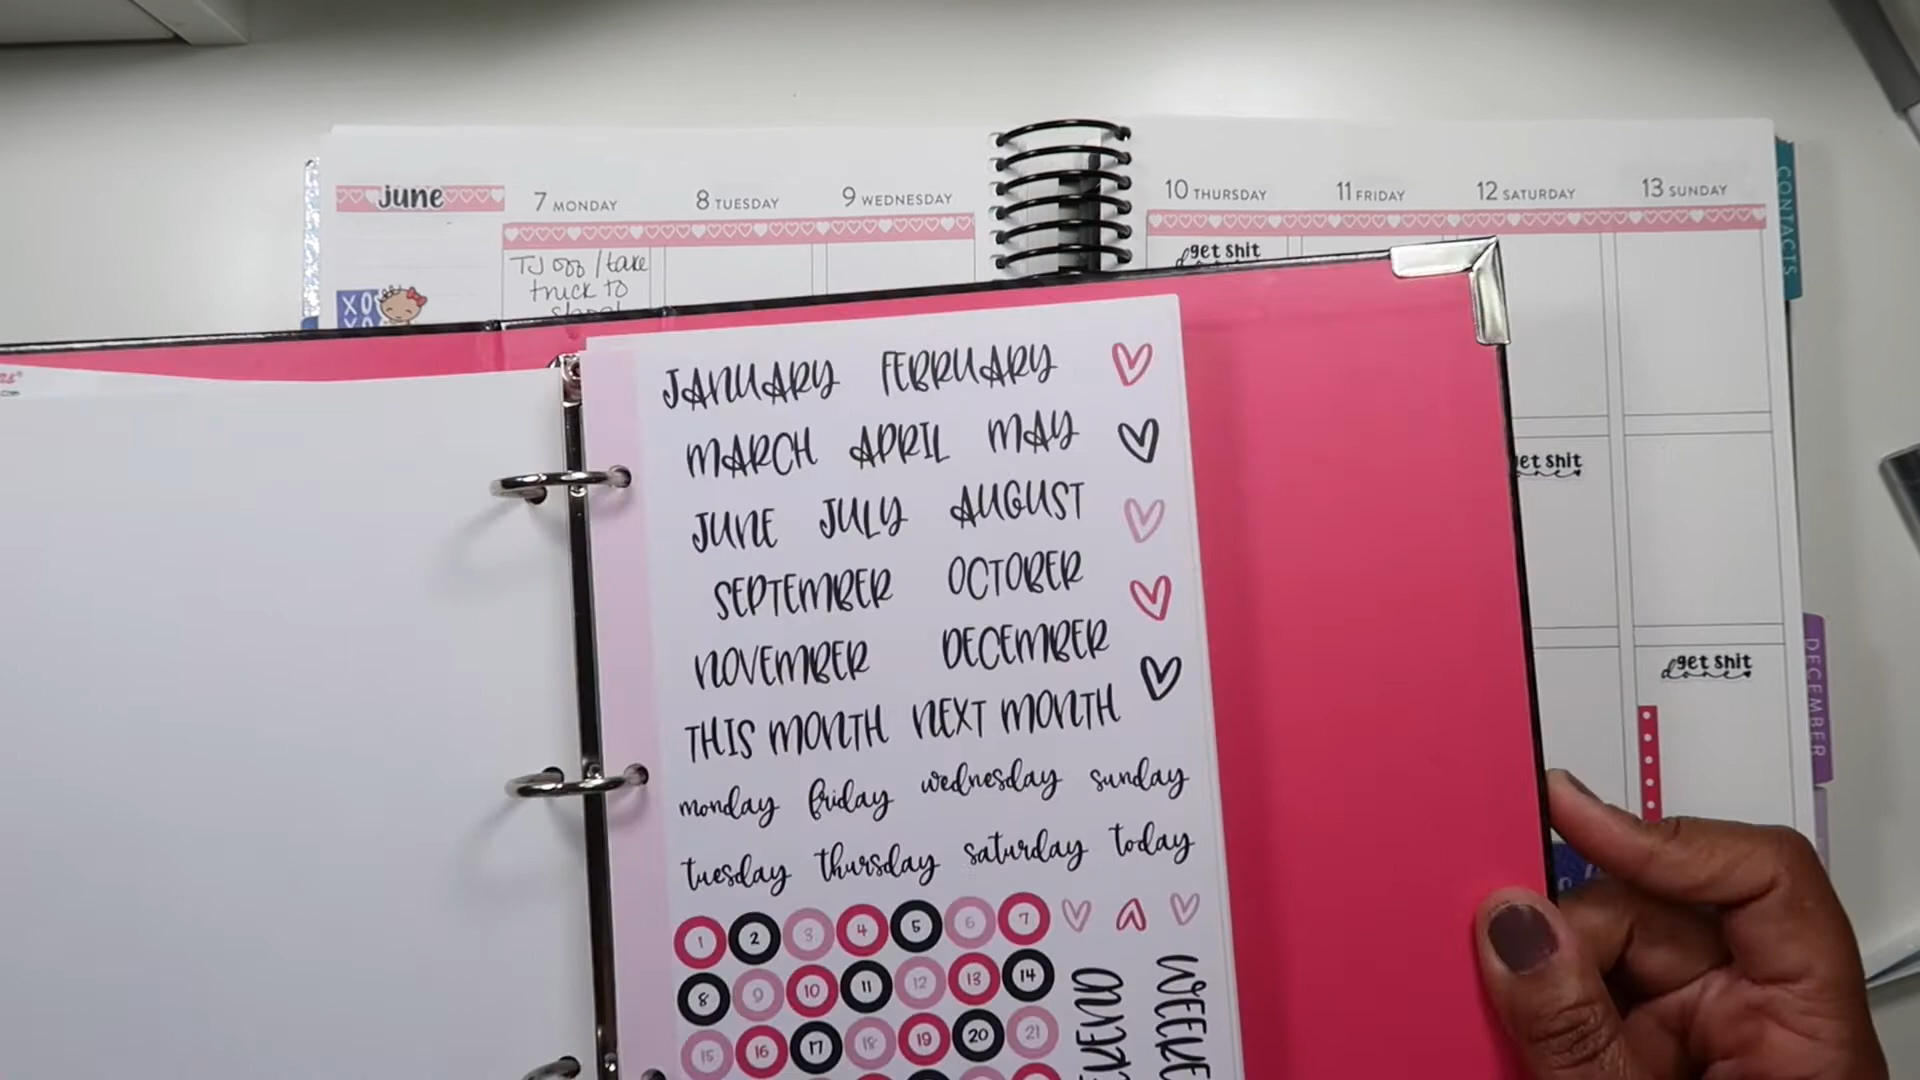 june
7 MONDAY 8 TUESDAY 9 WEDNESDAY 10 THURSDAY 11 FRIDAY 12 SATURDAY 13 SUNDAY
CONTACTS
TJ off / take
truck to
get shit
done
XO
get shit
get shit
done
DECEMBER
JANUARY FEBRUARY
MARCH APRIL MAY
JUNE JULY AUGUST
SEPTEMBER OCTOBER
NOVEMBER DECEMBER
THIS MONTH NEXT MONTH
monday friday wednesday sunday
tuesday thursday saturday today
1 2 3 4 5 6 7
8 9 10 11 12 13 14
15 16 17 18 19 20 21